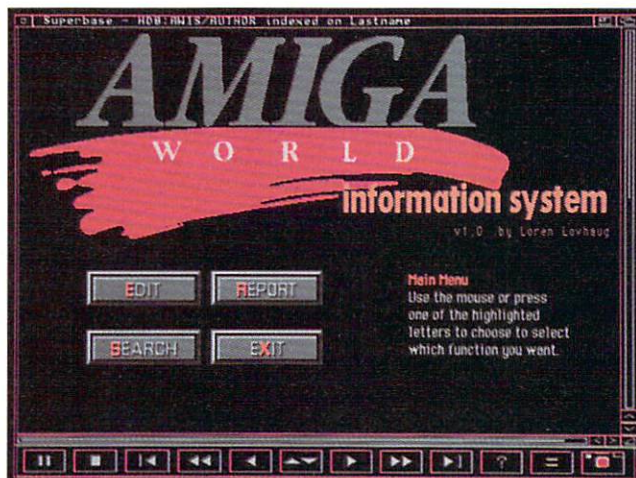 Superbase - HD0:AWIS/AUTHOR indexed on Lastname
AMIGA
WORLD
information system
v1.0 by Loren Lovhaug
EDIT
REPORT
SEARCH
EXIT
Main Menu
Use the mouse or press
one of the highlighted
letters to choose to select
which function you want.
?
=